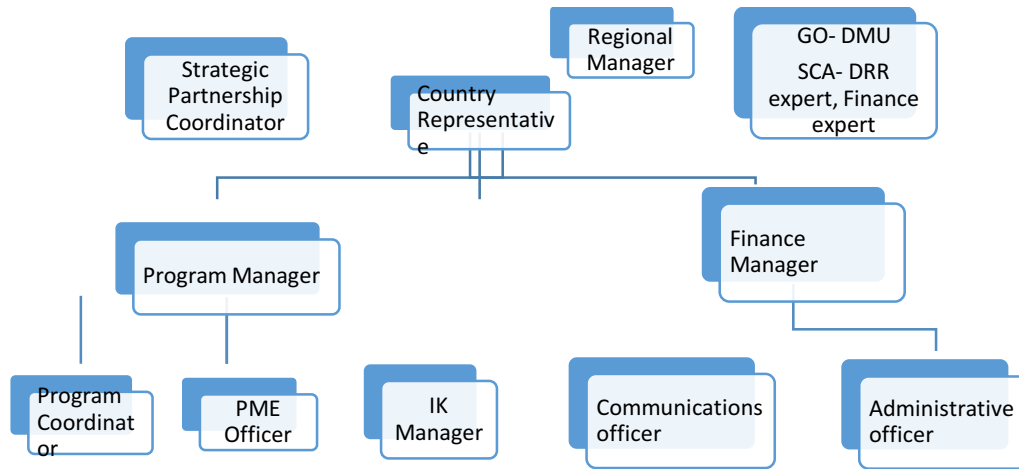 Regional
Manager
GO- DMU
SCA- DRR
expert, Finance
expert
Strategic
Partnership
Coordinator
Country
Representativ
e
Program Manager
Finance
Manager
Program
Coordinat
or
PME
Officer
IK
Manager
Communications
officer
Administrative
officer